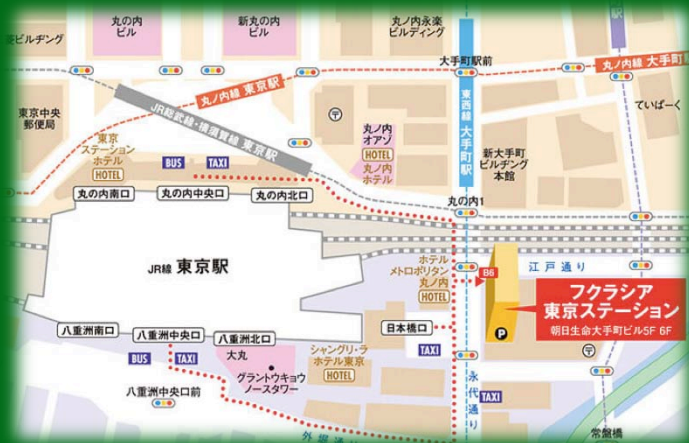 丸の内
ビル
新丸の内
ビル
丸ノ内永楽
ビルディング
ビルヂング
大手町駅前
丸ノ内線 東京駅
丸ノ内線 大手町
東京中央
郵便局
JR総武線・横須賀線 東京駅
東西線 大手町駅
ていぱーく
丸の内
オアゾ
HOTEL
丸ノ内
ホテル
新大手町
ビルヂング
本館
東京
ステーション
ホテル
HOTEL
BUS
TAXI
丸の内南口
丸の内中央口
丸の内北口
丸の内1
JR線 東京駅
ホテル
メトロポリタン
丸ノ内
HOTEL
B6
江戸通り
フクラシア
東京ステーション
朝日生命大手町ビル5F 6F
P
八重洲南口
八重洲中央口
八重洲北口
日本橋口
BUS
TAXI
大丸
シャングリ・ラ
ホテル東京
HOTEL
TAXI
グラントウキョウ
ノースタワー
永代通り
TAXI
八重洲中央口前
外堀通り
常盤橋